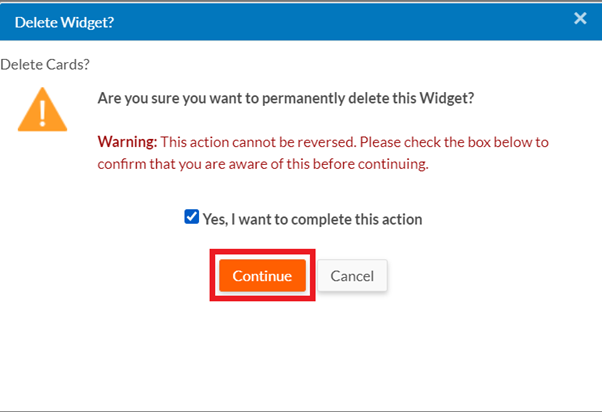 Delete Widget?
Delete Cards?
Are you sure you want to permanently delete this Widget?
Warning: This action cannot be reversed. Please check the box below to
confirm that you are aware of this before continuing.
Yes, I want to complete this action
Continue
Cancel